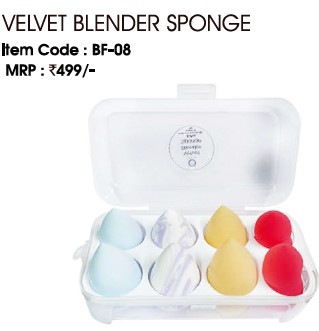 VELVET BLENDER SPONGE
Item Code : BF-08
MRP : ₹499/-